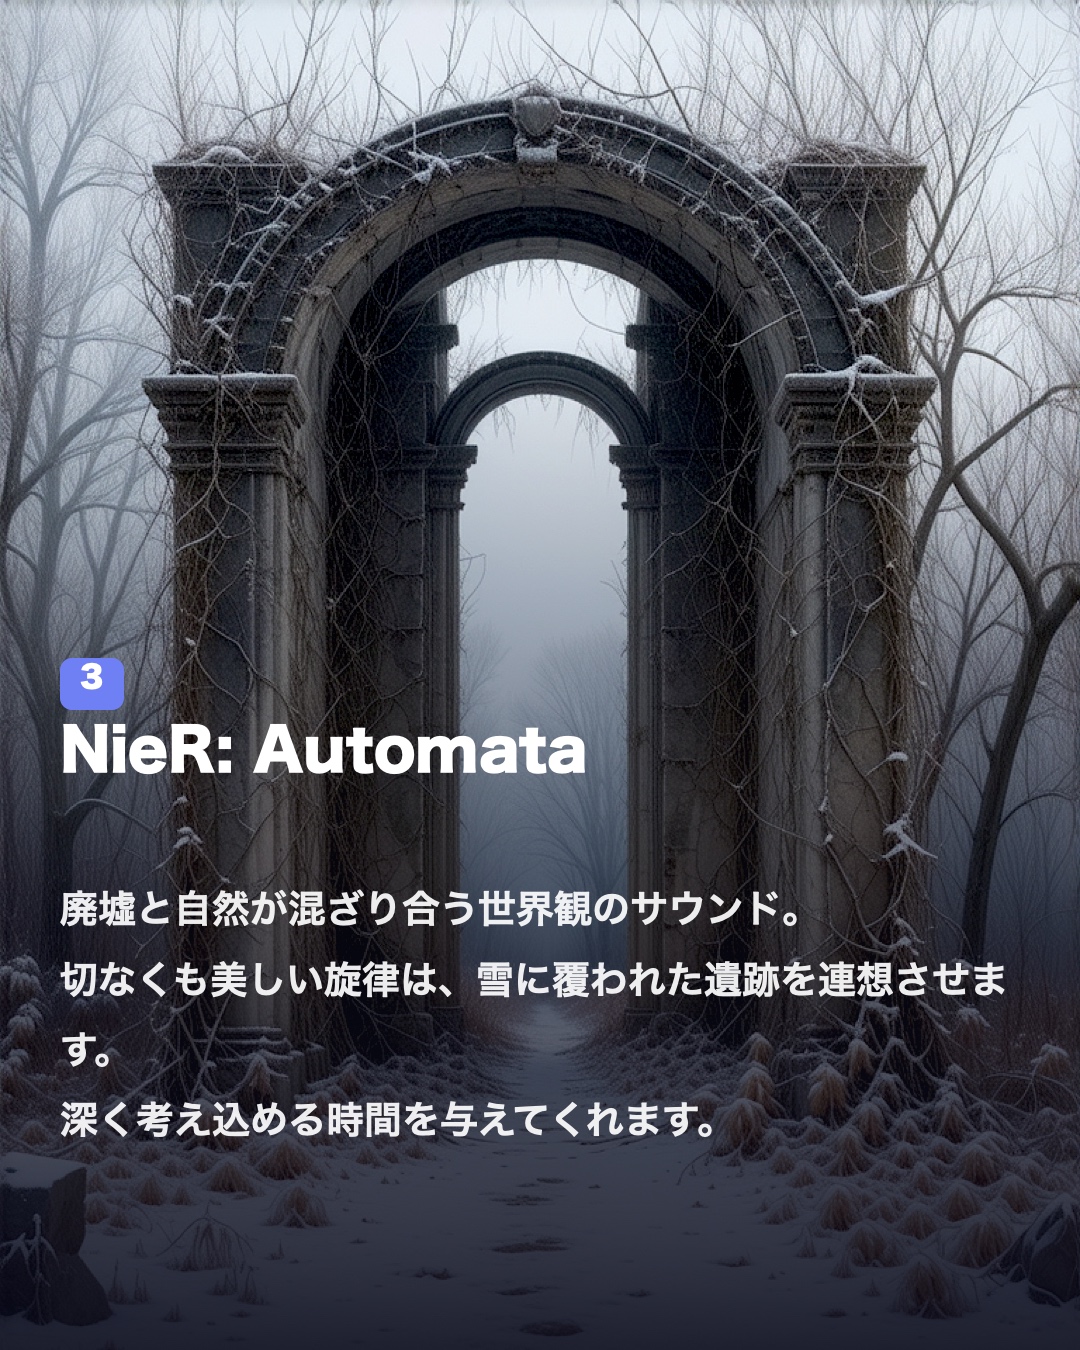 3
NieR: Automata
廃墟と自然が混ざり合う世界観のサウンド。
切なくも美しい旋律は、雪に覆われた遺跡を連想させま
す。
深く考え込める時間を与えてくれます。